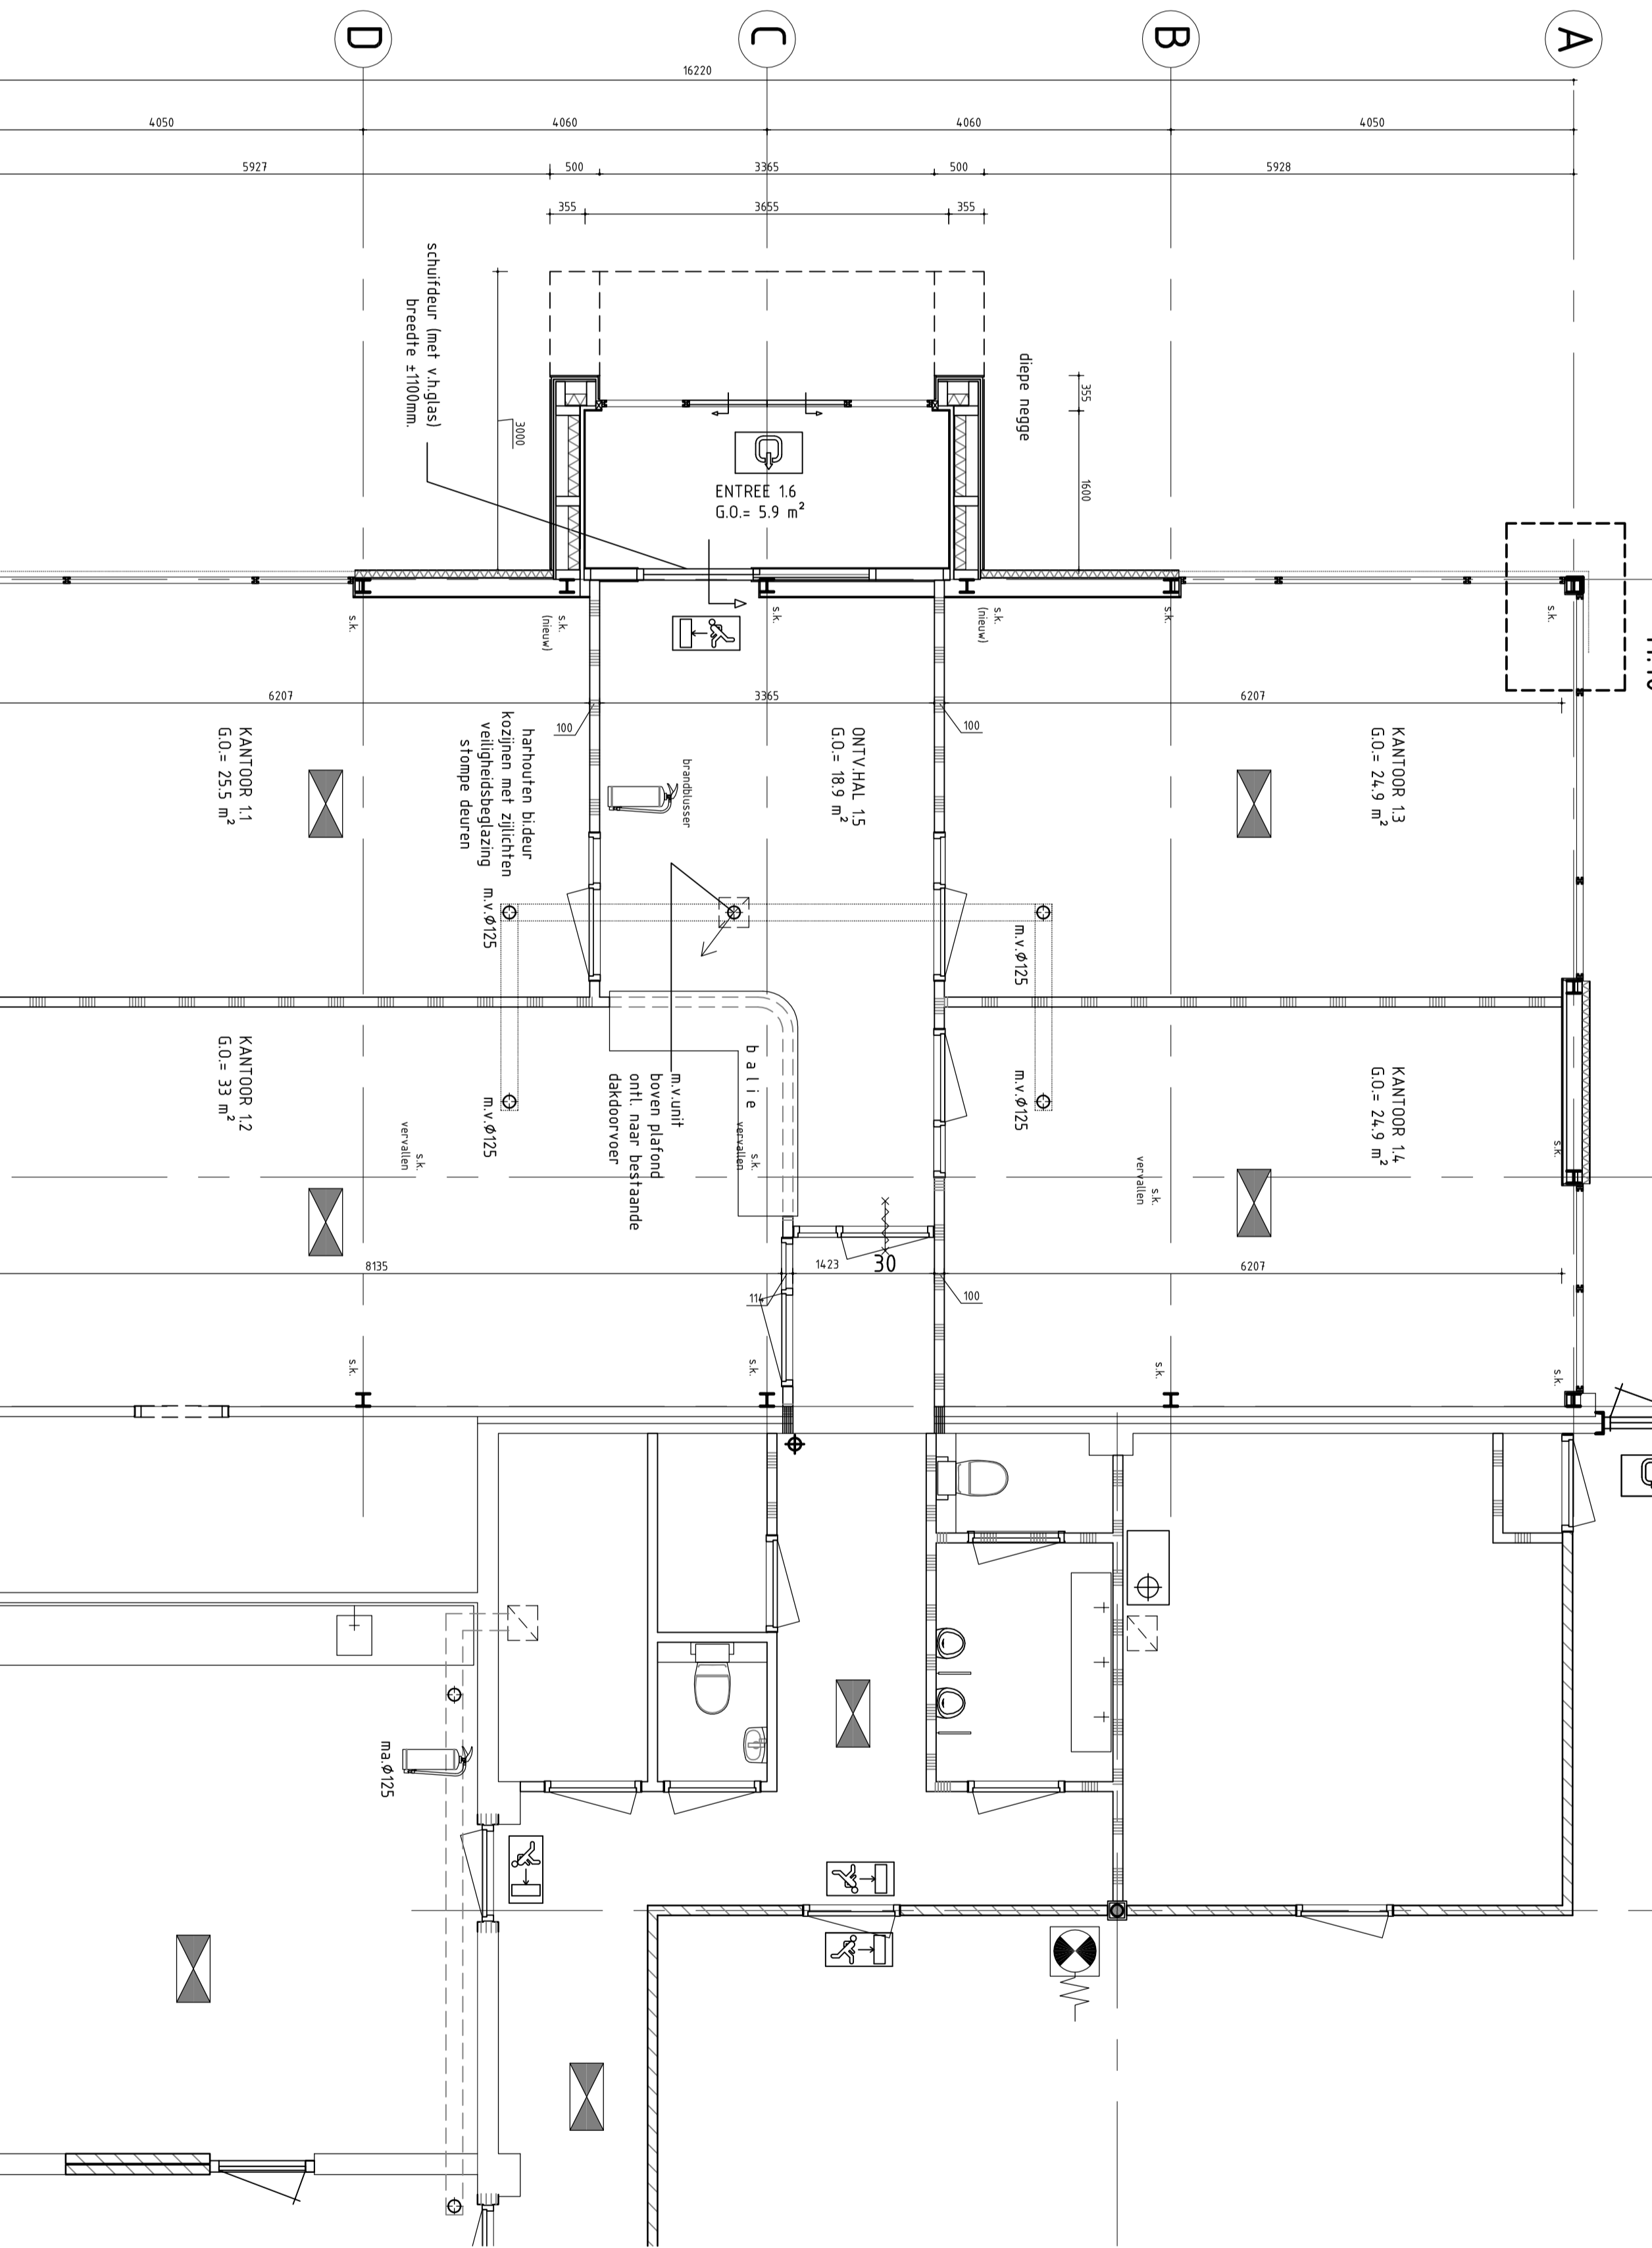 D
C
B
A
16220
4050
4060
4060
4050
5927
500
3365
500
5928
355
3655
355
schuifdeur (met v.h.glas)
breedte ±1100mm.
3000
diepe negge
355
1600
ENTREE 1.6
G.O.= 5.9 m²
s.k.
s.k.
(nieuw)
s.k.
s.k.
(nieuw)
s.k.
s.k.
6207
100
3365
100
6207
KANTOOR 1.1
G.O.= 25.5 m²
harhouten bi.deur
kozijnen met zijlichten
veiligheidsbeglazing
stompe deuren
brandblusser
ONTV.HAL 1.5
G.O.= 18.9 m²
KANTOOR 1.3
G.O.= 24.9 m²
m.v.Ø125
m.v.Ø125
KANTOOR 1.2
G.O.= 33 m²
m.v.Ø125
m.v.Ø125
balie
m.v.unit
boven plafond
ontl. naar bestaande
dakdoorvoer
s.k.
vervallen
s.k.
vervallen
s.k.
vervallen
KANTOOR 1.4
G.O.= 24.9 m²
s.k.
8135
114
1423
30
100
6207
s.k.
s.k.
s.k.
s.k.
ma.Ø125